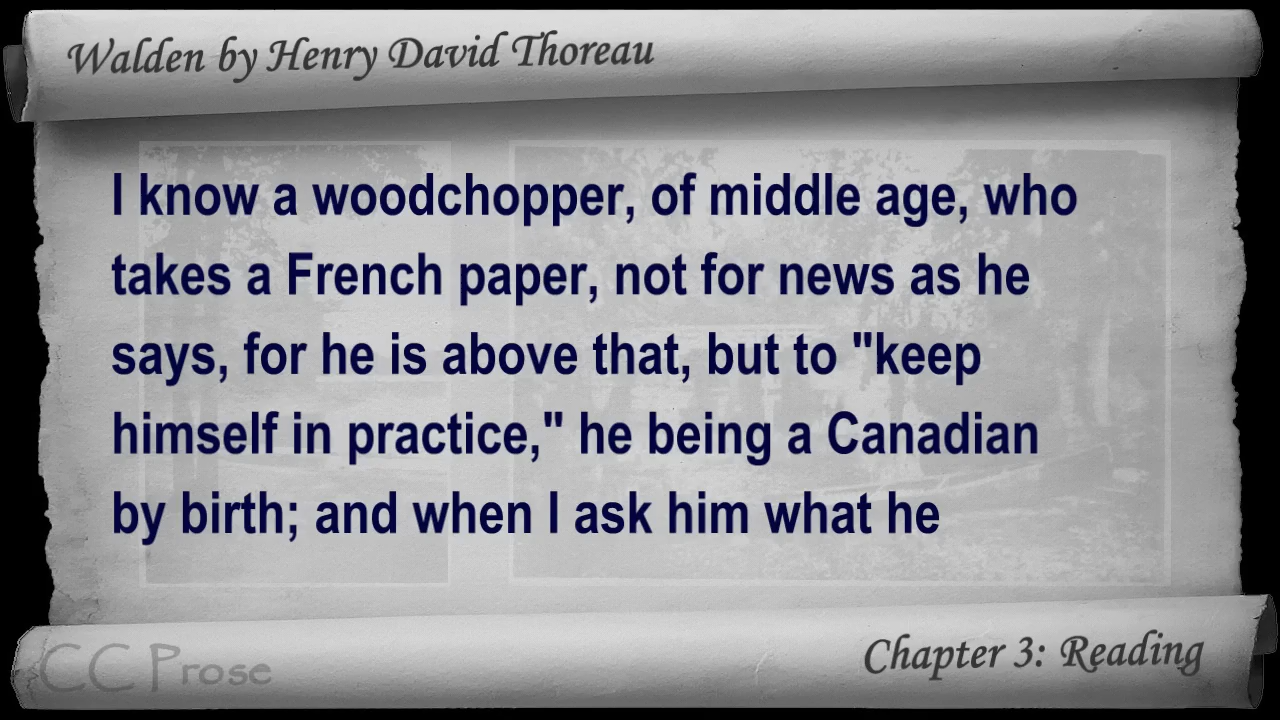 Walden by Henry David Thoreau
I know a woodchopper, of middle age, who
takes a French paper, not for news as he
says, for he is above that, but to "keep
himself in practice," he being a Canadian
by birth; and when I ask him what he
CC Prose
Chapter 3: Reading